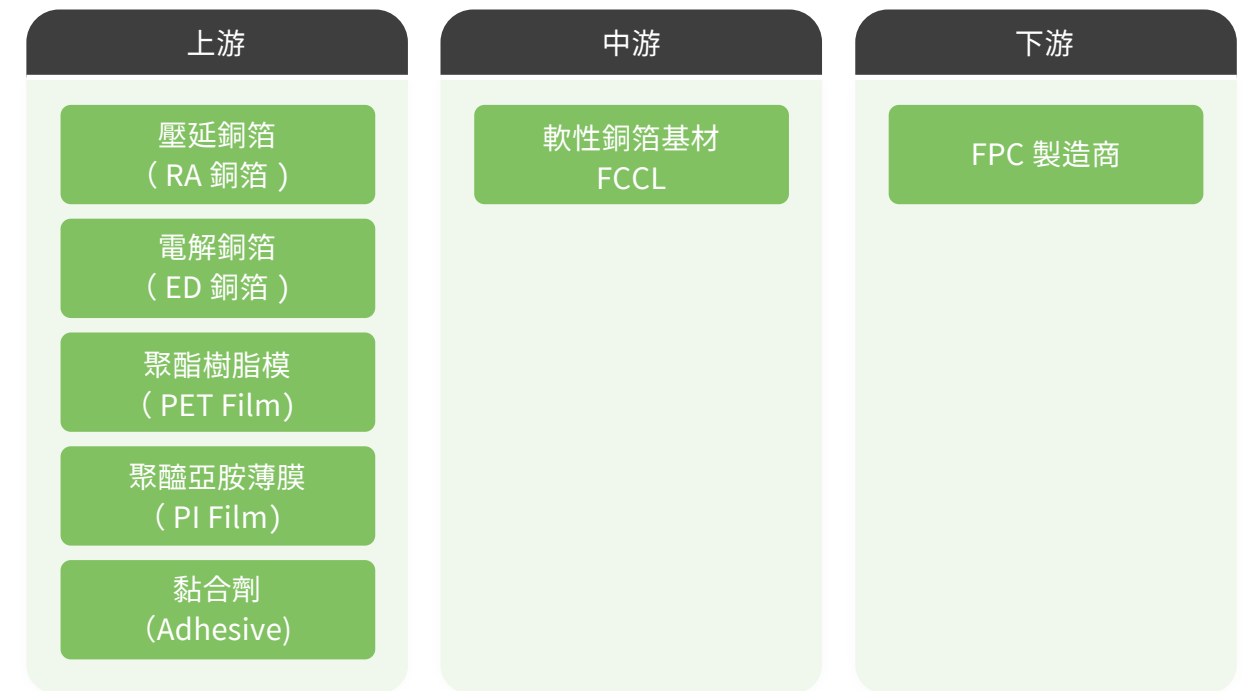 上游
壓延銅箔
（ RA 銅箔 ）
電解銅箔
（ ED 銅箔 ）
聚酯樹脂模
（ PET Film）
聚醯亞胺薄膜
（ PI Film）
黏合劑
（Adhesive)
中游
軟性銅箔基材
FCCL
下游
FPC 製造商